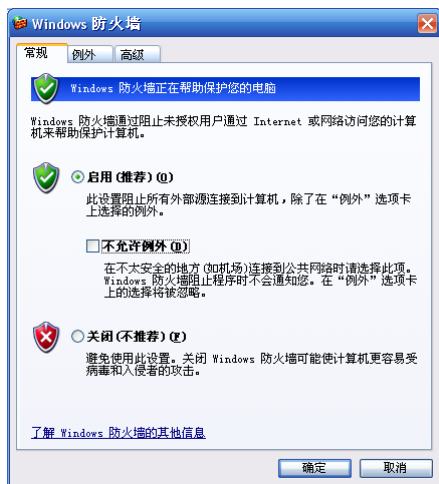 Windows 防火墙
常规 例外 高级
Windows 防火墙正在帮助保护您的电脑
Windows 防火墙通过阻止未授权用户通过 Internet 或网络访问您的计算
机来帮助保护计算机。
启用(推荐)(O)
此设置阻止所有外部源连接到计算机，除了在“例外”选项卡
上选择的例外。
不允许例外(D)
在不太安全的地方(如机场)连接到公共网络时请选择此项。
Windows 防火墙阻止程序时不会通知您。在“例外”选项卡
上的选择将被忽略。
关闭(不推荐)(F)
避免使用此设置。关闭 Windows 防火墙可能使计算机更容易受
病毒和入侵者的攻击。
了解 Windows 防火墙的其他信息
确定 取消